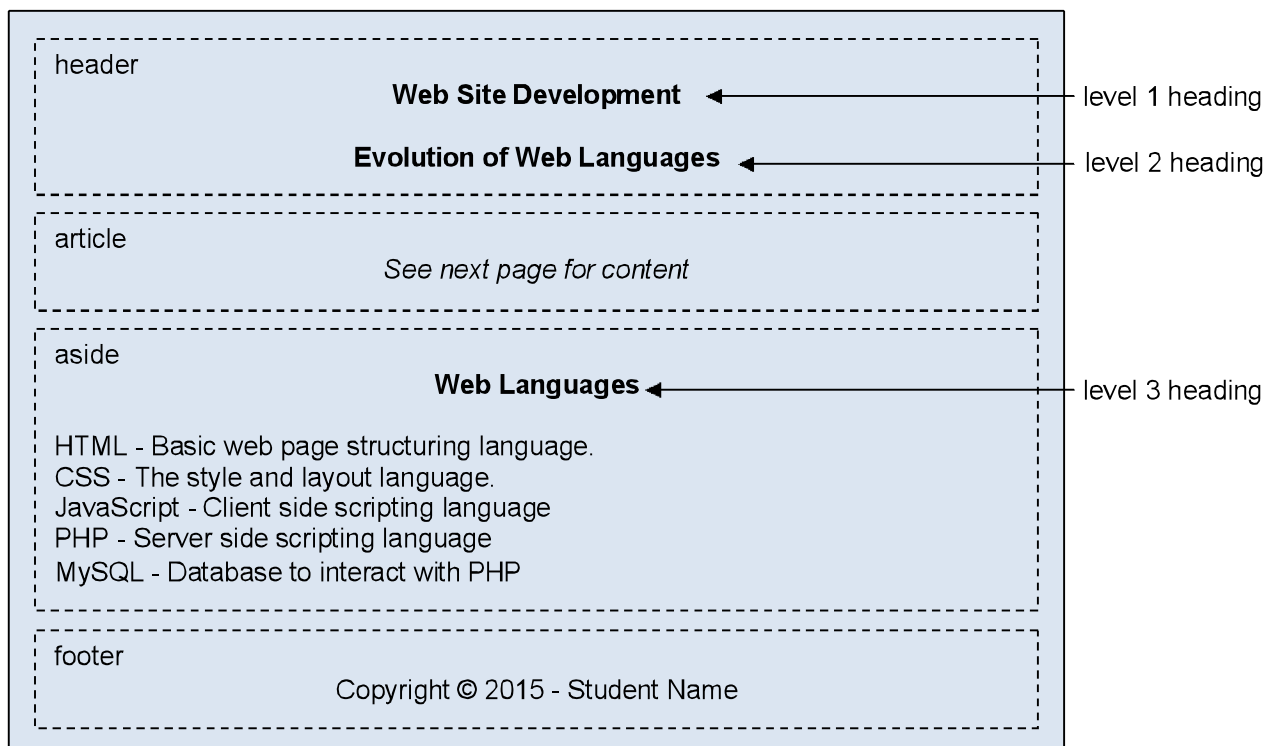 header
Web Site Development
level 1 heading
Evolution of Web Languages
level 2 heading
article
See next page for content
aside
Web Languages
level 3 heading
HTML - Basic web page structuring language.
CSS - The style and layout language.
JavaScript - Client side scripting language
PHP - Server side scripting language
MySQL - Database to interact with PHP
footer
Copyright © 2015 - Student Name